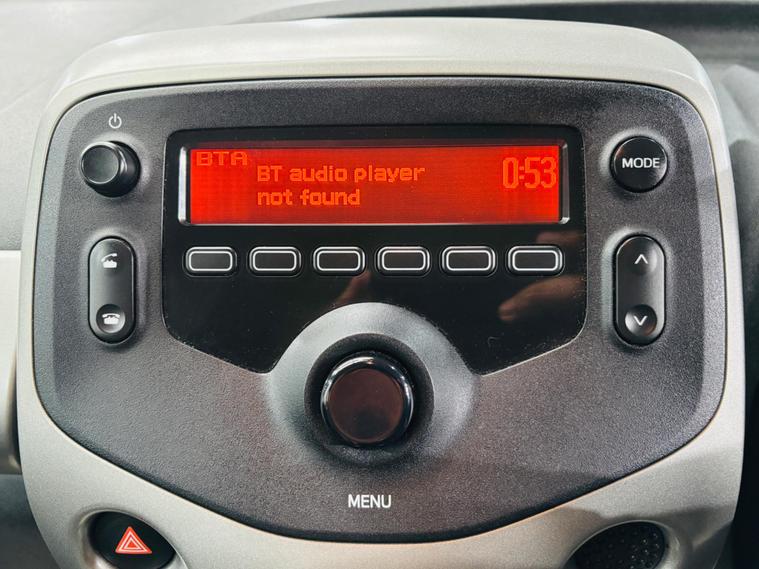 BTA
BT audio player
not found
0:53
MODE
MENU